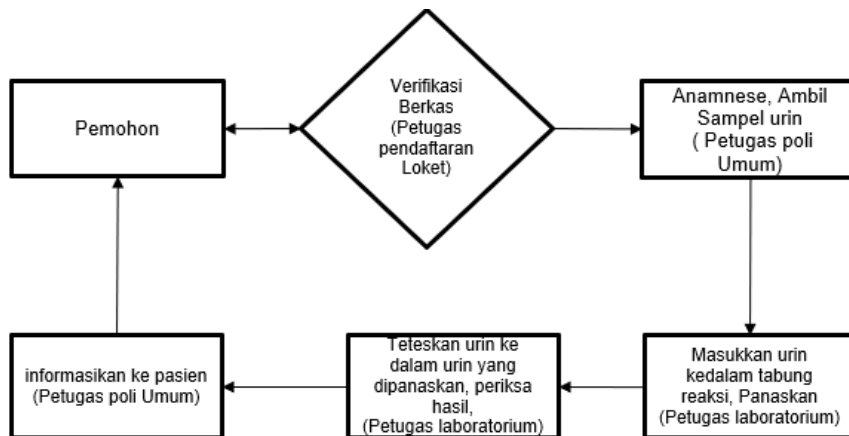 Pemohon
Verifikasi
Berkas
(Petugas
pendaftaran
Loket)
Anamnese, Ambil
Sampel urin
( Petugas poli
Umum)
Masukkan urin
kedalam tabung
reaksi, Panaskan
(Petugas laboratorium)
Teteskan urin ke
dalam urin yang
dipanaskan, periksa
hasil,
(Petugas laboratorium)
informasikan ke pasien
(Petugas poli Umum)